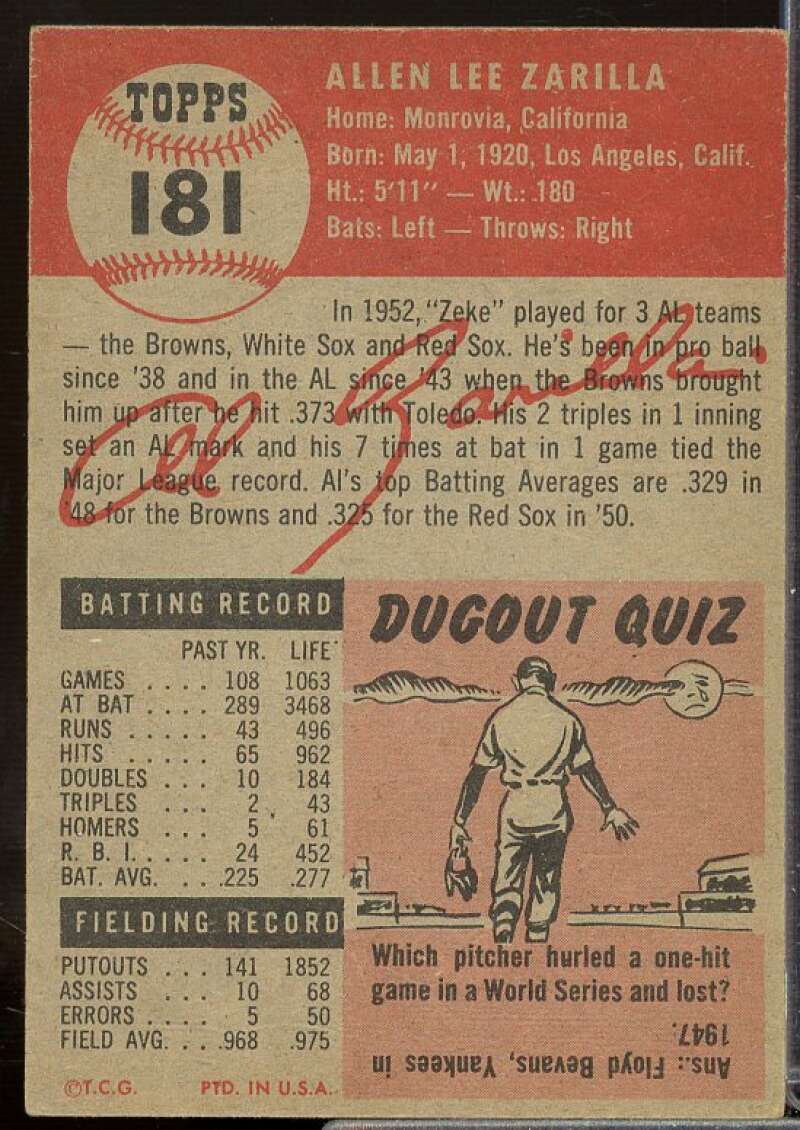 TOPPS
181
ALLEN LEE ZARILLA
Home: Monrovia, California
Born: May 1, 1920, Los Angeles, Calif.
Ht.: 5'11" — Wt.: 180
Bats: Left — Throws: Right
In 1952, "Zeke" played for 3 AL teams
— the Browns, White Sox and Red Sox. He's been in pro ball
since '38 and in the AL since '43 when the Browns brought
him up after he hit .373 with Toledo. His 2 triples in 1 inning
set an AL mark and his 7 times at bat in 1 game tied the
Major League record. Al's top Batting Averages are .329 in
'48 for the Browns and .325 for the Red Sox in '50.
Al Zarilla
BATTING RECORD
PAST YR. LIFE
GAMES .... 108 1063
AT BAT .... 289 3468
RUNS ..... 43 496
HITS ..... 65 962
DOUBLES ... 10 184
TRIPLES ... 2 43
HOMERS ... 5 61
R. B. I. .... 24 452
BAT. AVG. ... .225 .277
FIELDING RECORD
PUTOUTS ... 141 1852
ASSISTS ... 10 68
ERRORS .... 5 50
FIELD AVG. ... .968 .975
©T.C.G. PTD. IN U.S.A.
DUGOUT QUIZ
Which pitcher hurled a one-hit
game in a World Series and lost?
Ans.: Floyd Bevans, Yankees in
1947.